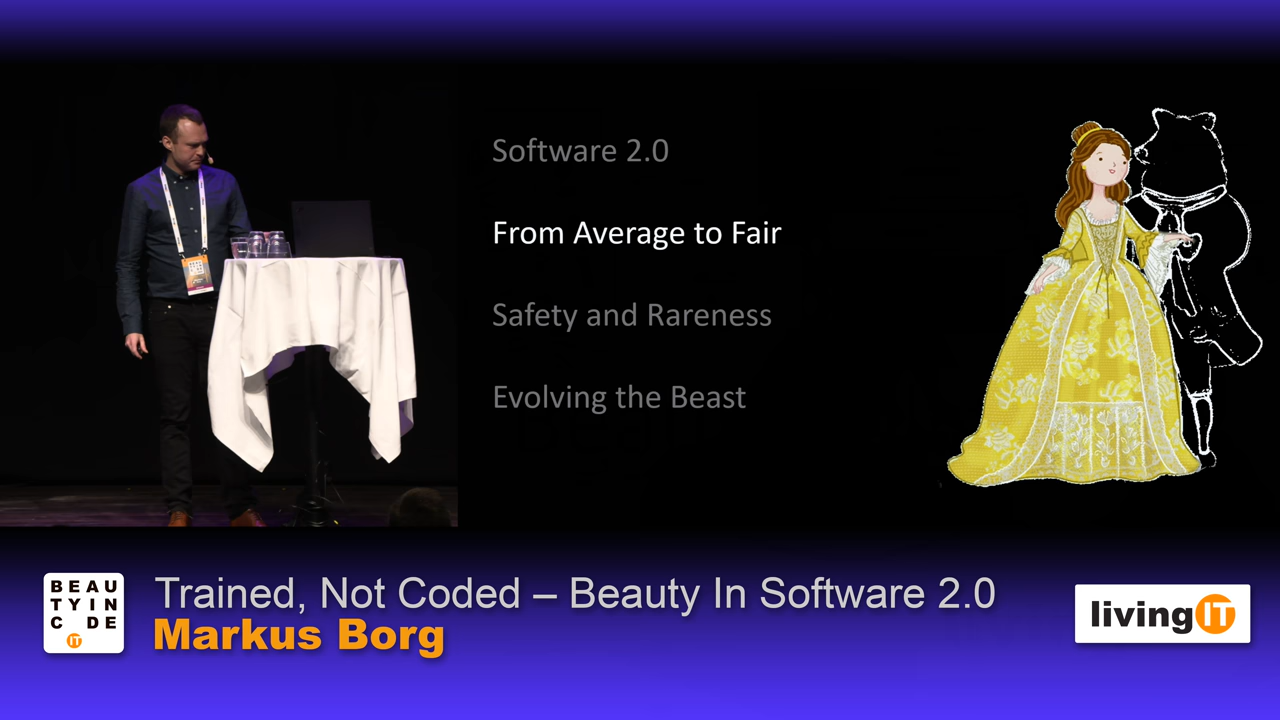 Software 2.0
From Average to Fair
Safety and Rareness
Evolving the Beast
BEAU
TYIN
C DE
IT
Trained, Not Coded – Beauty In Software 2.0
Markus Borg
livingIT